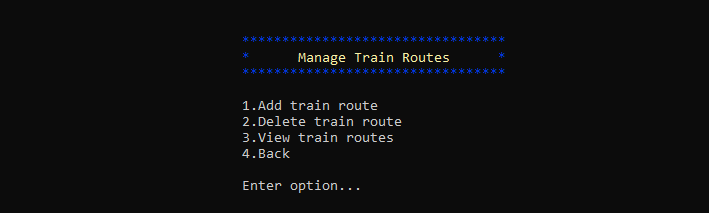 *********************************
* Manage Train Routes *
*********************************
1.Add train route
2.Delete train route
3.View train routes
4.Back
Enter option...